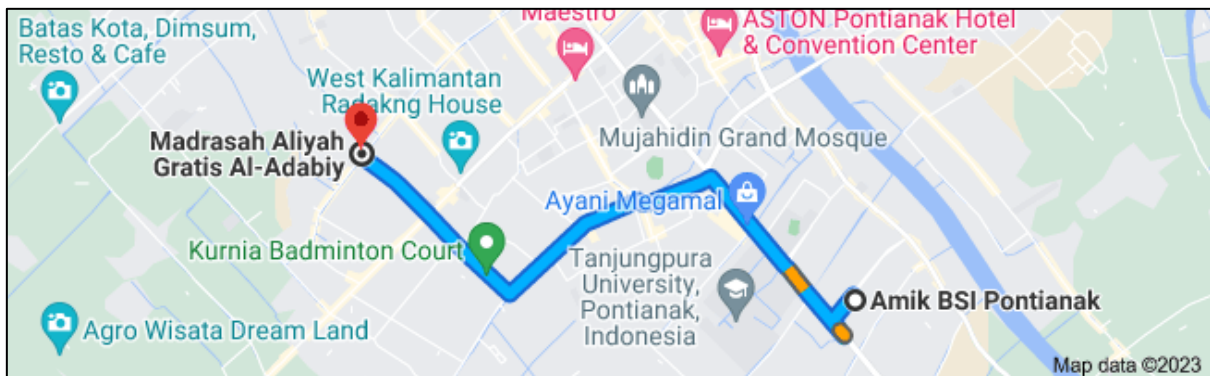 Maestro
ASTON Pontianak Hotel
& Convention Center
Batas Kota, Dimsum,
Resto & Cafe
West Kalimantan
Radakng House
Mujahidin Grand Mosque
Madrasah Aliyah
Gratis Al-Adabiy
Ayani Megamal
Kurnia Badminton Court
Tanjungpura
University,
Pontianak,
Indonesia
Amik BSI Pontianak
Agro Wisata Dream Land
Map data ©2023